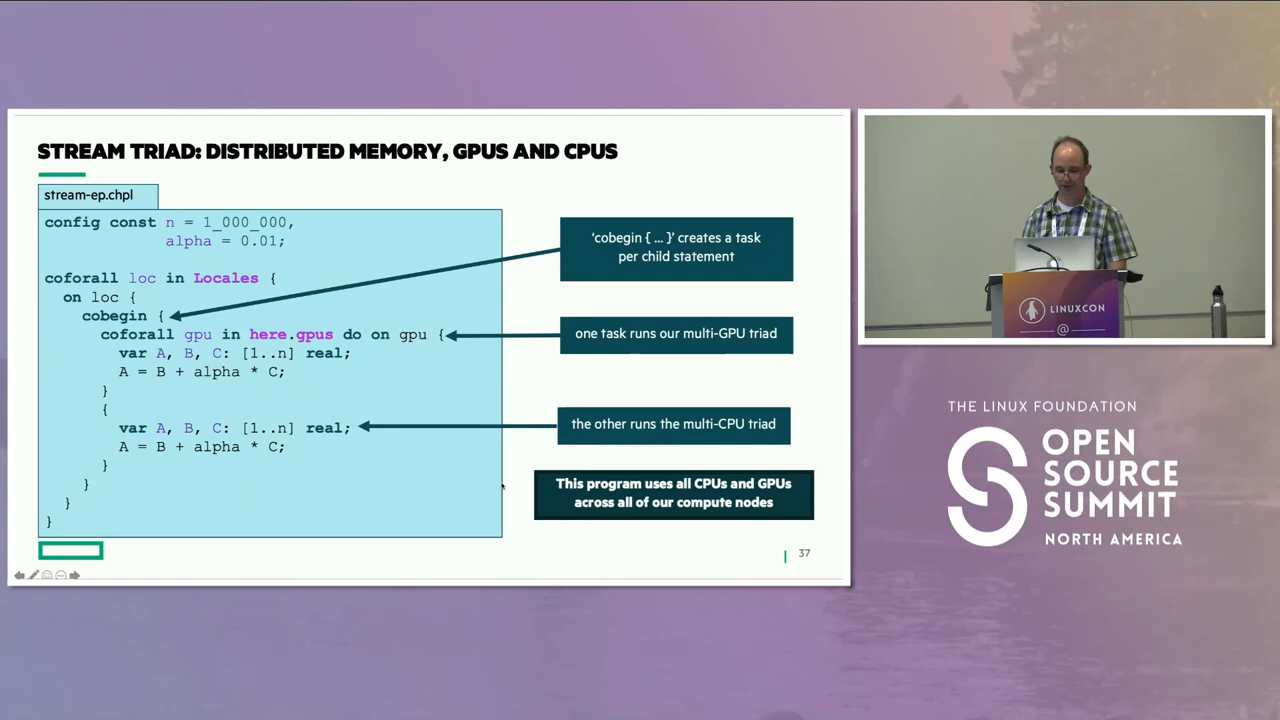 STREAM TRIAD: DISTRIBUTED MEMORY, GPUS AND CPUS
stream-ep.chpl
config const n = 1_000_000,
alpha = 0.01;
coforall loc in Locales {
on loc {
cobegin {
coforall gpu in here.gpus do on gpu {
var A, B, C: [1..n] real;
A = B + alpha * C;
}
{
var A, B, C: [1..n] real;
A = B + alpha * C;
}
}
}
}
‘cobegin { … }’ creates a task
per child statement
one task runs our multi-GPU triad
the other runs the multi-CPU triad
This program uses all CPUs and GPUs
across all of our compute nodes
37
LINUXCON
@
THE LINUX FOUNDATION
OPEN
SOURCE
SUMMIT
NORTH AMERICA